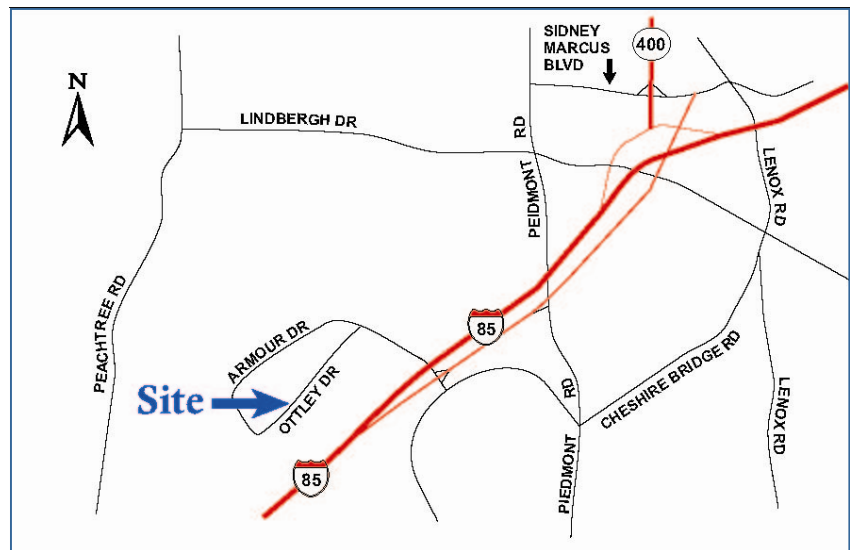 SIDNEY
MARCUS
BLVD
400
N
LINDBERGH DR
RD
PEIDMONT
LENOX RD
PEACHTREE RD
85
ARMOUR DR
OTTLEY DR
Site
CHESHIRE BRIDGE RD
LENOX RD
RD
PIEDMONT
85